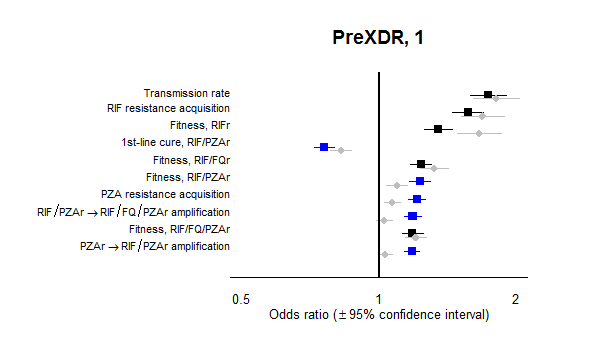 PreXDR, 1
Transmission rate
RIF resistance acquisition
Fitness, RIFr
1st-line cure, RIF/PZAr
Fitness, RIF/FQr
Fitness, RIF/PZAr
PZA resistance acquisition
RIF/PZAr→RIF/FQ/PZAr amplification
Fitness, RIF/FQ/PZAr
PZAr→RIF/PZAr amplification
0.5 1 2
Odds ratio (±95% confidence interval)